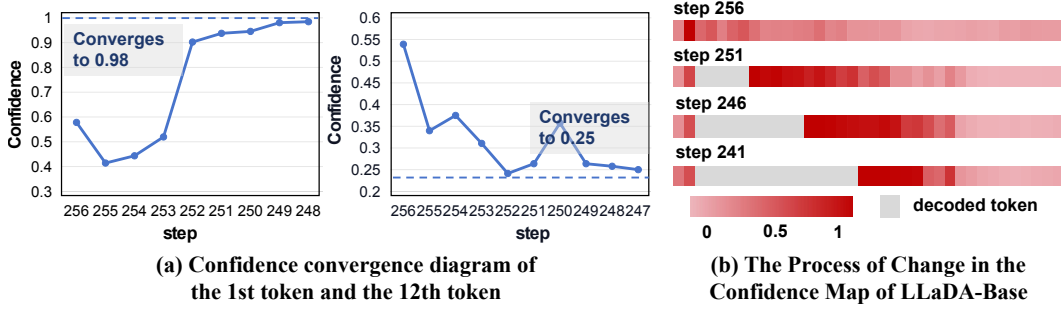 1
0.9
0.8
0.7
0.6
0.5
0.4
0.3
Confidence
Converges
to 0.98
256 255 254 253 252 251 250 249 248
step
0.6
0.55
0.5
0.45
0.4
0.35
0.3
0.25
0.2
Confidence
Converges
to 0.25
256 255 254 253 252 251 250 249 248 247
step
(a) Confidence convergence diagram of
the 1st token and the 12th token
step 256
step 251
step 246
step 241
0 0.5 1
decoded token
(b) The Process of Change in the
Confidence Map of LLaDA-Base